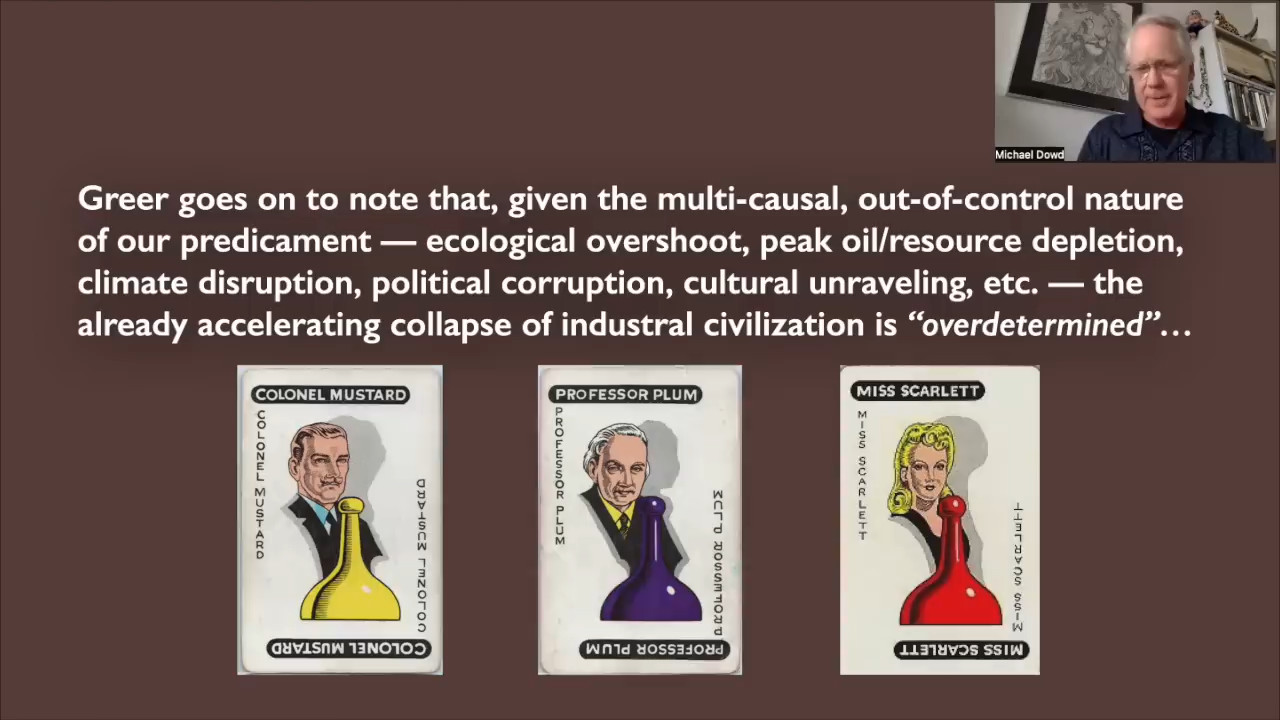 Michael Dowd
Greer goes on to note that, given the multi-causal, out-of-control nature
of our predicament — ecological overshoot, peak oil/resource depletion,
climate disruption, political corruption, cultural unraveling, etc. — the
already accelerating collapse of industral civilization is “overdetermined”...
COLONEL MUSTARD
COLONEL MUSTARD
COLONEL MUSTARD
COLONEL MUSTARD
PROFESSOR PLUM
PROFESSOR PLUM
PROFESSOR PLUM
PROFESSOR PLUM
MISS SCARLETT
MISS SCARLETT
MISS SCARLETT
MISS SCARLETT